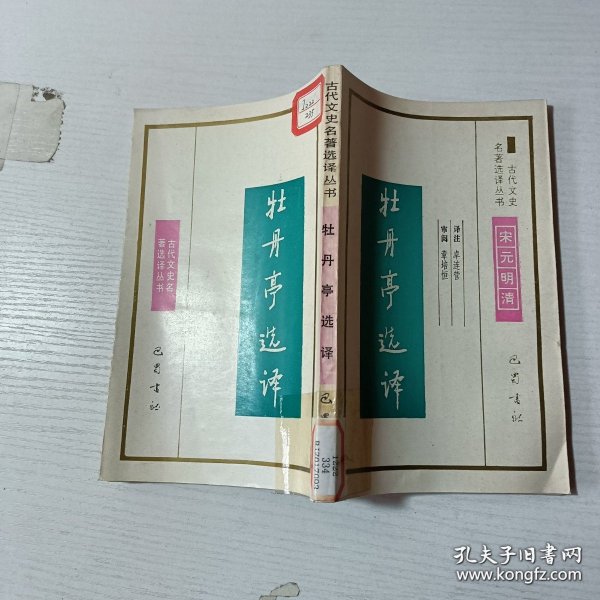 古代文史名
著选译丛书
牡丹亭选译
巴蜀书社
古代文史名著选译丛书
牡丹亭选译
巴
334
古代文史
名著选译丛书
宋元明清
译注 卓连营
审阅 章培恒
牡丹亭选译
巴蜀书社
孔夫子旧书网
www.kongfz.com